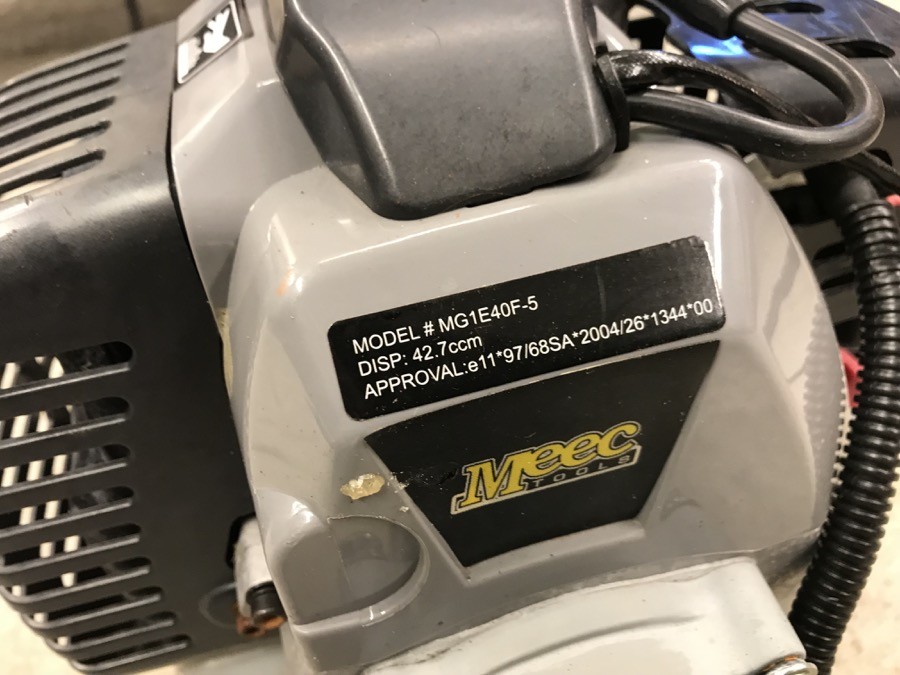 MODEL # MG1E40F-5
DISP: 42.7ccm
APPROVAL:e11*97/68SA*2004/26*1344*00
Meec
TOOLS